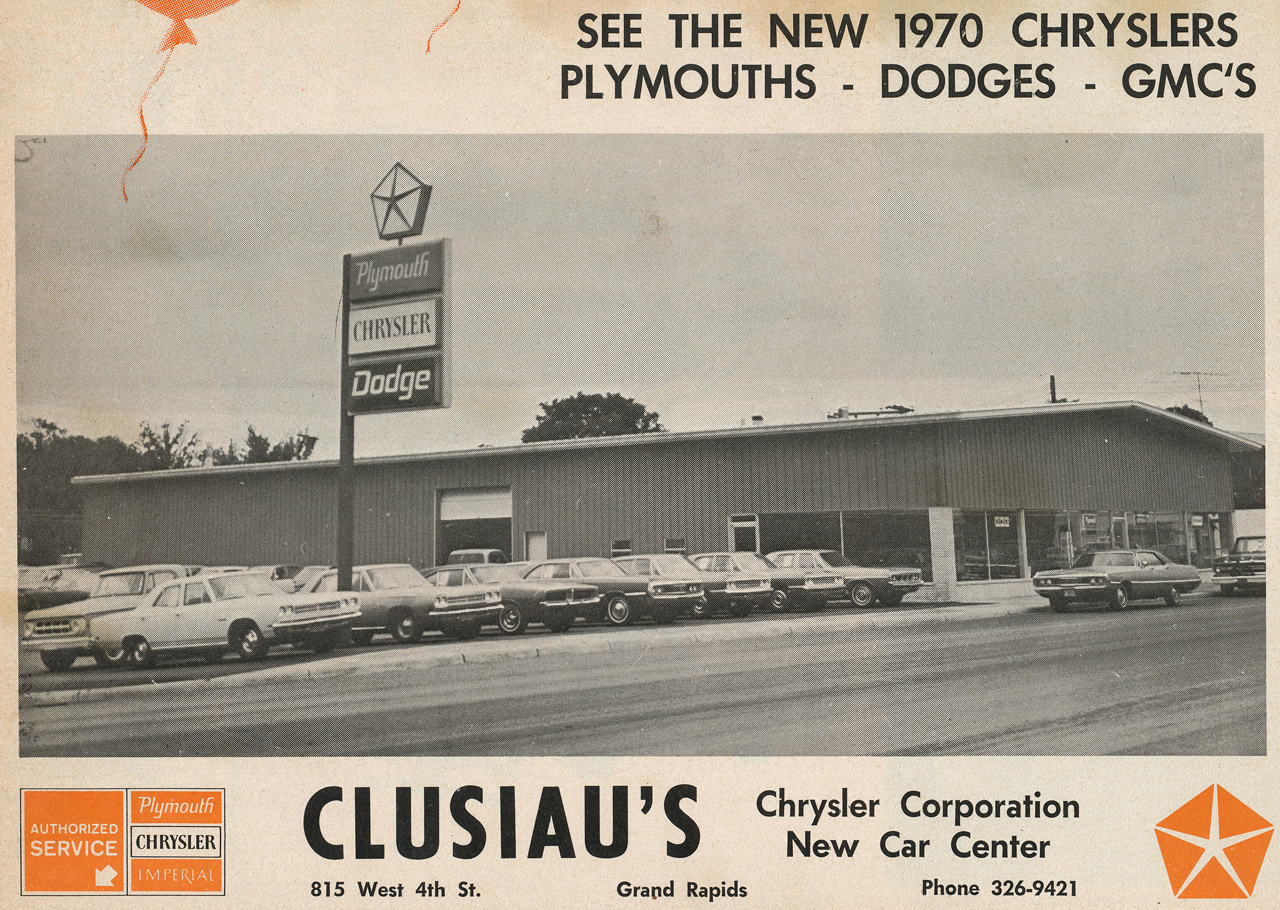 SEE THE NEW 1970 CHRYSLERS
PLYMOUTHS - DODGES - GMC'S
Plymouth
CHRYSLER
Dodge
AUTHORIZED
SERVICE
Plymouth
CHRYSLER
IMPERIAL
CLUSIAU'S
Chrysler Corporation
New Car Center
815 West 4th St. Grand Rapids Phone 326-9421